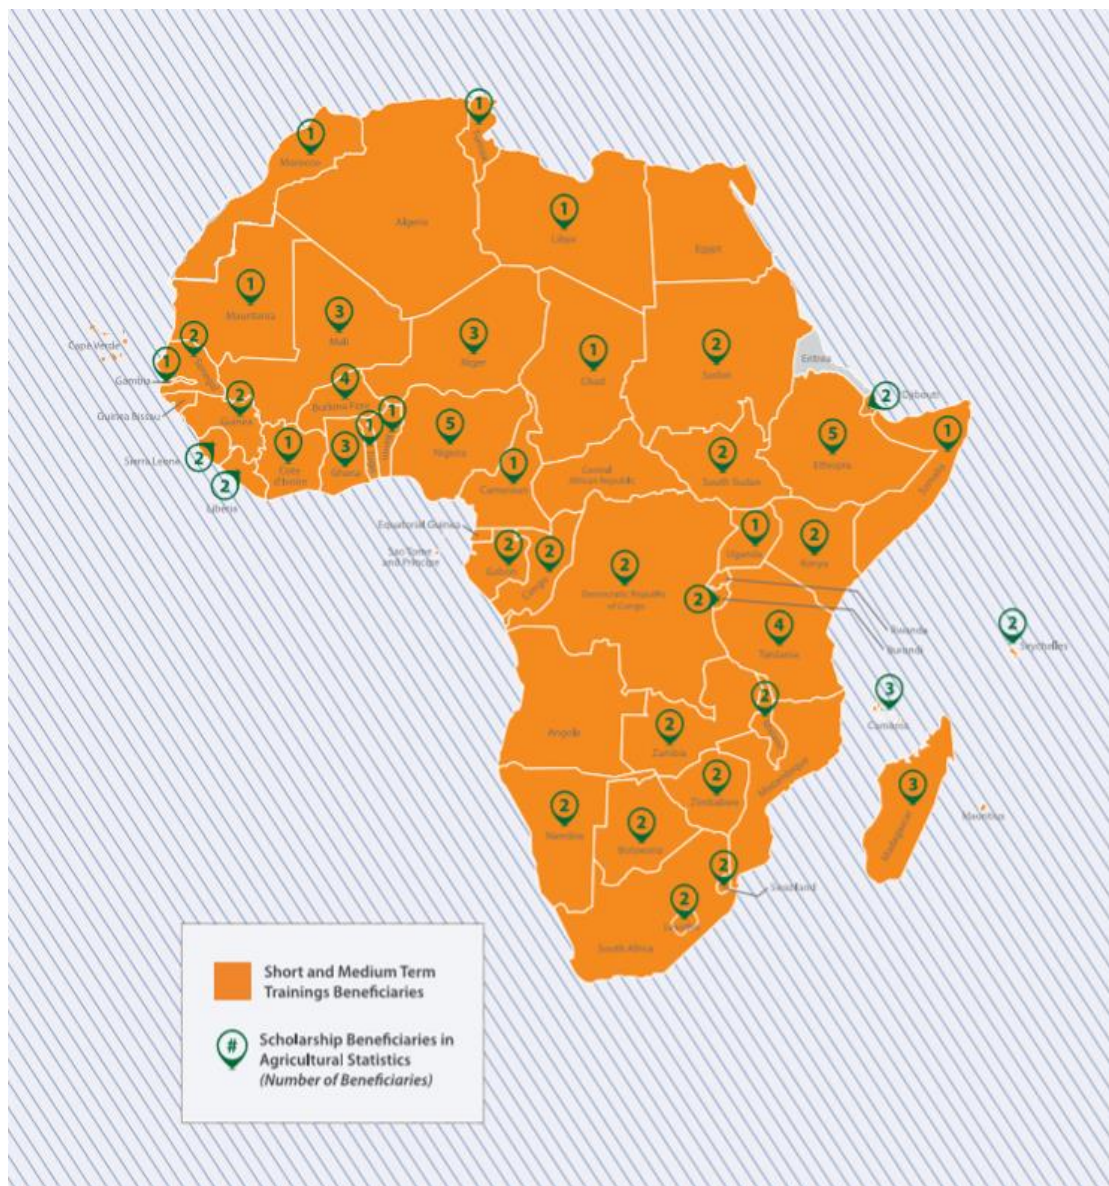 1
1
Tunisia
Morocco
1
Algeria
Libya
Egypt
1
Mauritania
3
Mali
3
Niger
1
Chad
2
Sudan
Cape Verde
2
Senegal
Eritrea
1
Gambia
2
Djibouti
4
Burkina Faso
2
Guinea
Guinea Bissau
1
1
Benin
Togo
5
Nigeria
5
Ethiopia
1
Somalia
2
Sierra Leone
1
Cote
d'Ivoire
3
Ghana
1
Cameroon
Central
African Republic
2
South Sudan
2
Liberia
Equatorial Guinea
Sao Tome
and Principe
2
Gabon
2
Congo
2
Democratic Republic
of Congo
1
Uganda
2
Kenya
2
Rwanda
Burundi
4
Tanzania
2
Seychelles
3
Comoros
2
Angola
2
Zambia
Mozambique
2
Zimbabwe
3
Madagascar
Mauritius
2
Namibia
2
Botswana
2
Swaziland
2
Lesotho
South Africa
Short and Medium Term
Trainings Beneficiaries
#
Scholarship Beneficiaries in
Agricultural Statistics
(Number of Beneficiaries)